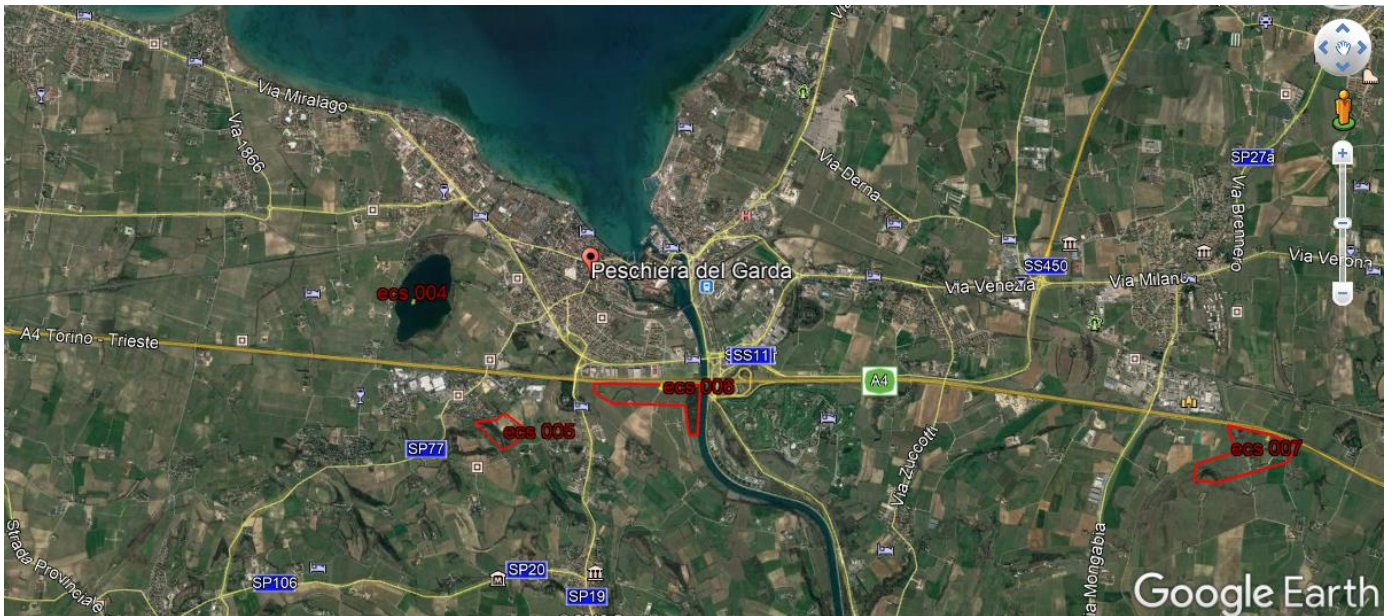 Via Miralago
Via 1866
Via Derna
SP27a
Via Brennero
Peschiera del Garda
SS450
Via Venezia
Via Milano
Via Verona
ecs 004
A4 Torino - Trieste
SS11
A4
ecs 006
ecs 005
SP77
ecs 007
Via Zuccotti
Strada Provinciale
SP106
SP20
SP19
Via Mongabia
Google Earth
H
M